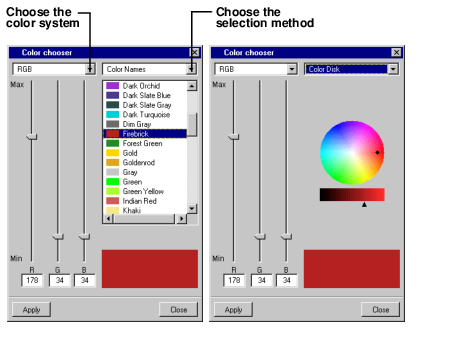 Choose the
color system
Choose the
selection method
Color chooser
RGB
Color Names
Max
Dark Orchid
Dark Slate Blue
Dark Slate Gray
Dark Turquoise
Dim Gray
Firebrick
Forest Green
Gold
Goldenrod
Gray
Green
Green Yellow
Indian Red
Khaki
Min
R G B
178 34 34
Apply Close
Color chooser
RGB
Color Disk
Max
Min
R G B
178 34 34
Apply Close